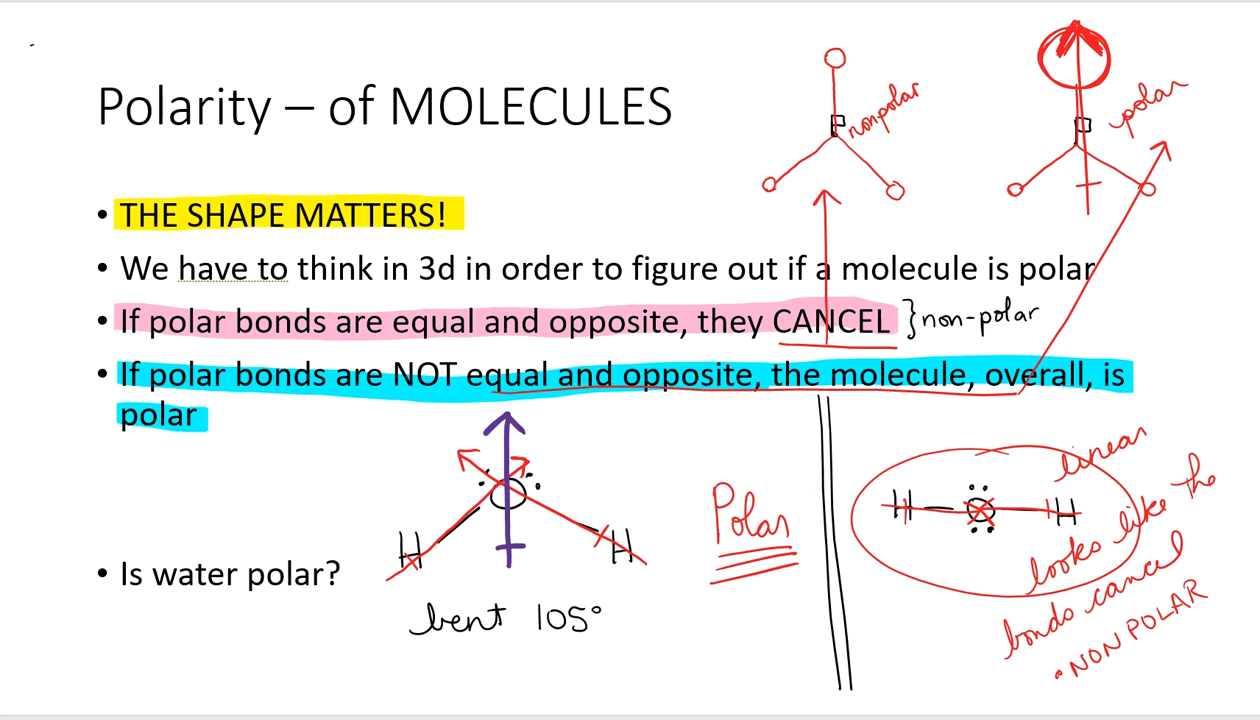 Polarity – of MOLECULES
P
nonpolar
P
polar
• THE SHAPE MATTERS!
• We have to think in 3d in order to figure out if a molecule is polar
• If polar bonds are equal and opposite, they CANCEL } non-polar
• If polar bonds are NOT equal and opposite, the molecule, overall, is
polar
• Is water polar?
O
H H
bent 105°
Polar
linear
H O H
looks like the
bonds cancel
• NON POLAR